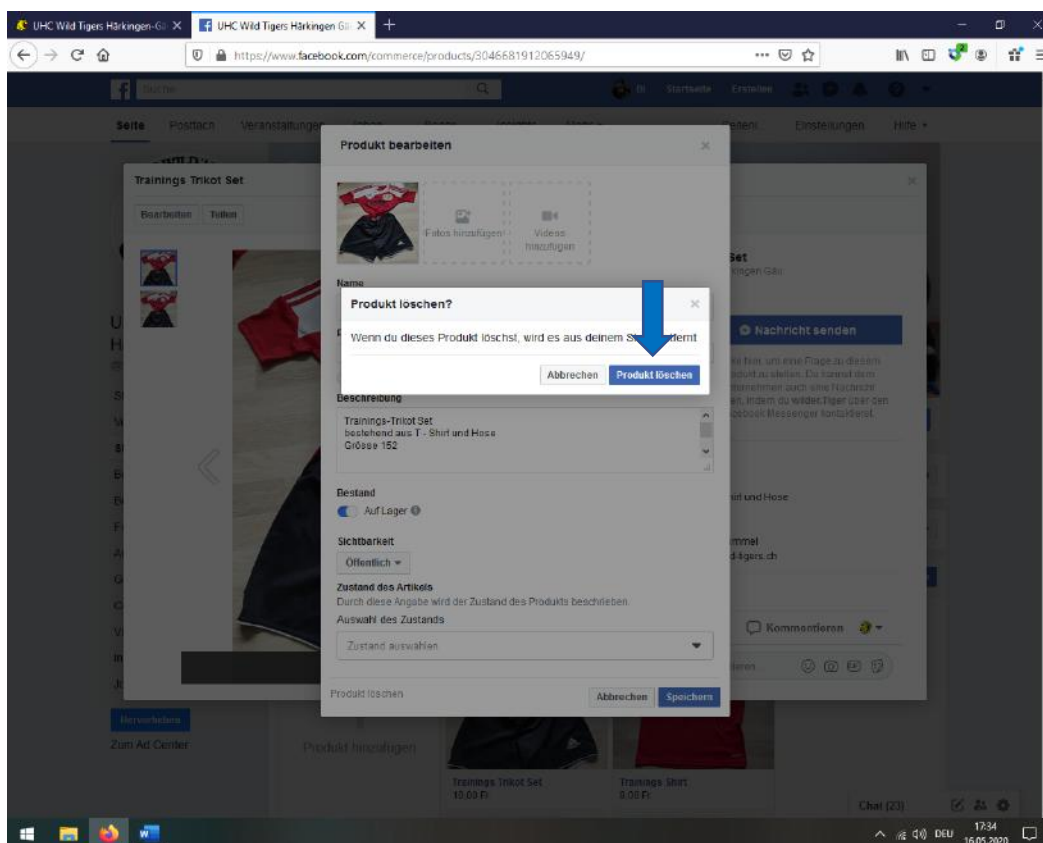 UHC Wild Tigers Härkingen-Gä
UHC Wild Tigers Härkingen Gä
https://www.facebook.com/commerce/products/3046681912065949/
Startseite Erstellen
Seite Postfach Veranstaltungen
Einstellungen Hilfe
Produkt bearbeiten
Trainings Trikot Set
Bearbeiten Teilen
Fotos hinzufügen
Videos hinzufügen
Name
Set
Produkt löschen?
Wenn du dieses Produkt löschst, wird es aus deinem
Abbrechen Produkt löschen
Nachricht senden
Beschreibung
Trainings-Trikot Set
bestehend aus T - Shirt und Hose
Grösse 152
Bestand
Auf Lager
Sichtbarkeit
Öffentlich
Zustand des Artikels
Durch diese Angabe wird der Zustand des Produkts beschrieben.
Auswahl des Zustands
Zustand auswählen
Kommentieren
Produkt löschen
Abbrechen Speichern
Hervorheben
Zum Ad Center
Produkt hinzufügen
Trainings Trikot Set
10.00 Fr.
Trainings Shirt
8.00 Fr.
Chat (23)
DEU
17:34
16.05.2020